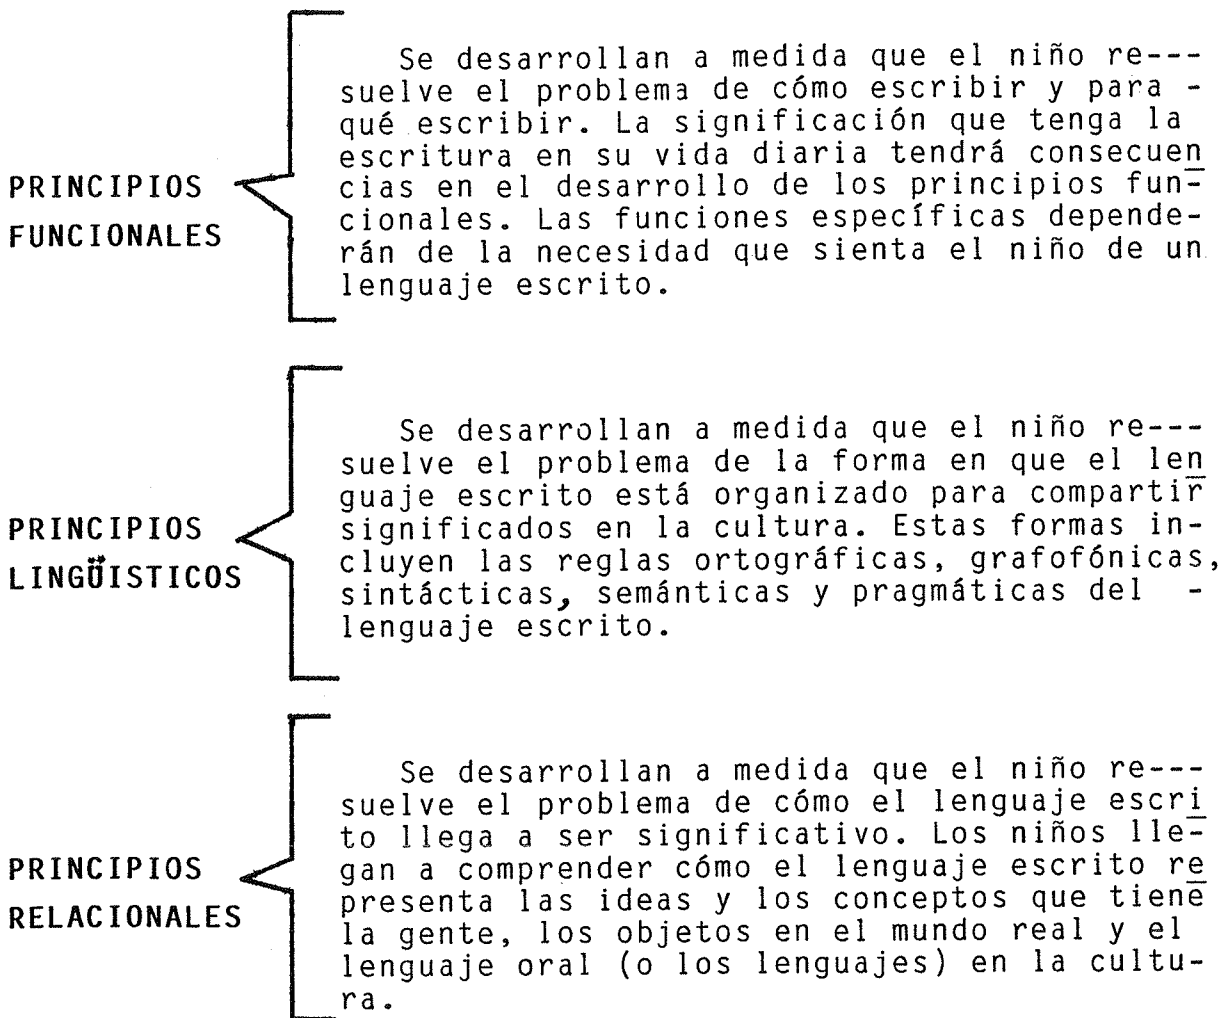 Se desarrollan a medida que el niño re---
suelve el problema de cómo escribir y para -
qué escribir. La significación que tenga la
escritura en su vida diaria tendrá consecuen
cias en el desarrollo de los principios fun-
cionales. Las funciones específicas depende-
rán de la necesidad que sienta el niño de un
lenguaje escrito.
PRINCIPIOS
FUNCIONALES
Se desarrollan a medida que el niño re---
suelve el problema de la forma en que el len
guaje escrito está organizado para compartir
significados en la cultura. Estas formas in-
cluyen las reglas ortográficas, grafofónicas,
sintácticas, semánticas y pragmáticas del -
lenguaje escrito.
PRINCIPIOS
LINGÜISTICOS
Se desarrollan a medida que el niño re---
suelve el problema de cómo el lenguaje escri
to llega a ser significativo. Los niños lle-
gan a comprender cómo el lenguaje escrito re
presenta las ideas y los conceptos que tiene
la gente, los objetos en el mundo real y el
lenguaje oral (o los lenguajes) en la cultu-
ra.
PRINCIPIOS
RELACIONALES